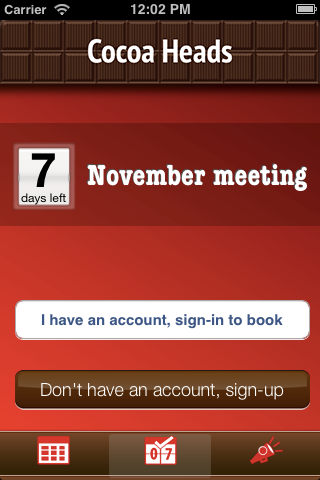 Carrier 12:02 PM
Cocoa Heads
7
days left
November meeting
I have an account, sign-in to book
Don't have an account, sign-up
07